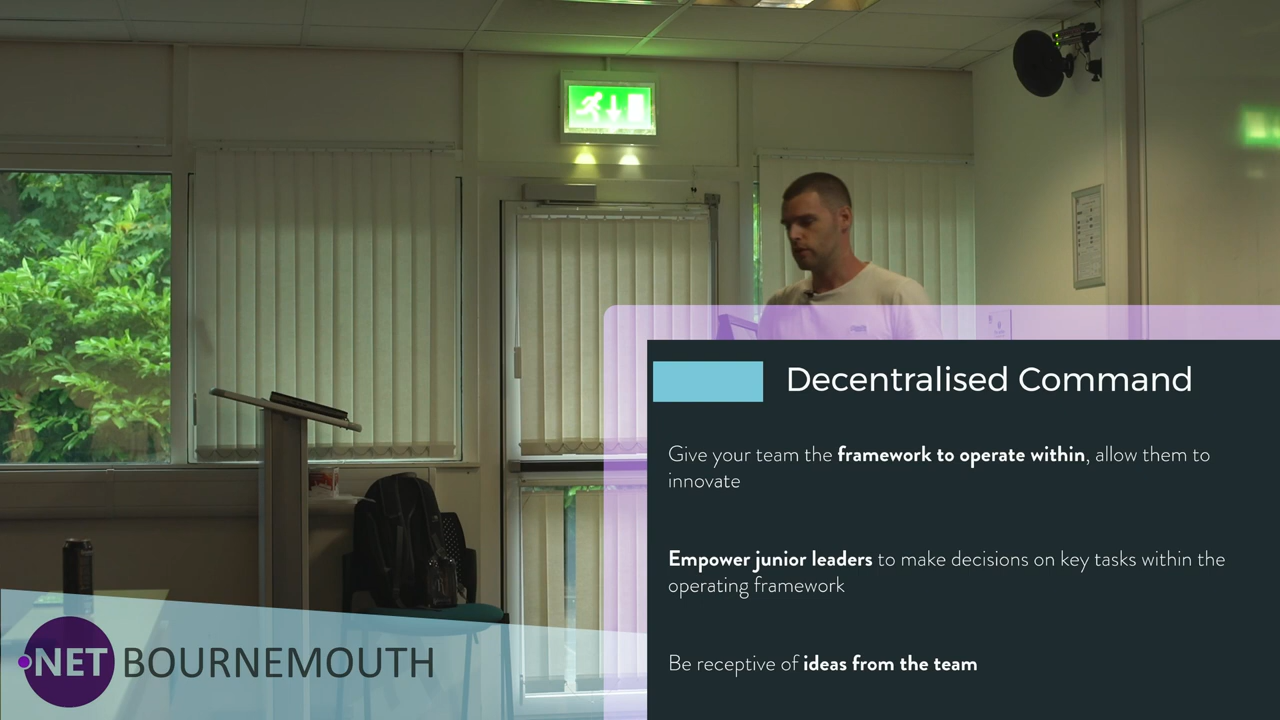 Decentralised Command
Give your team the framework to operate within, allow them to
innovate
Empower junior leaders to make decisions on key tasks within the
operating framework
Be receptive of ideas from the team
.NET BOURNEMOUTH